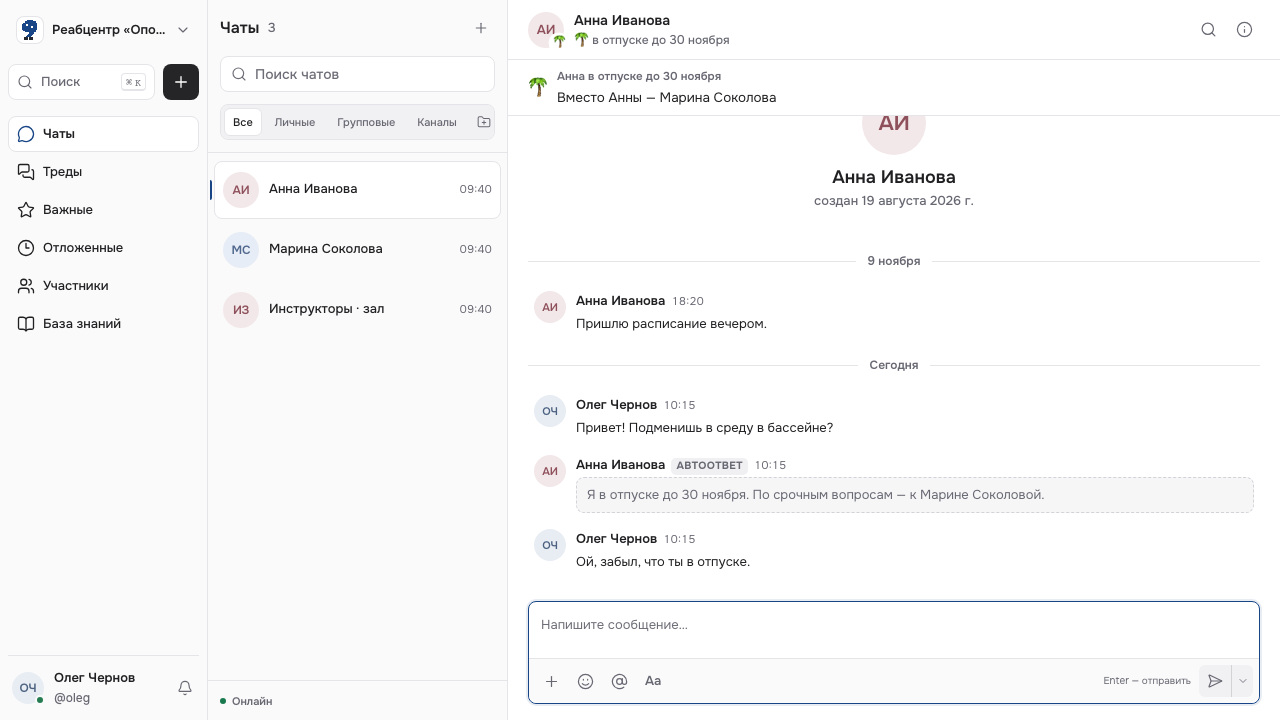 Реабцентр «Опо...
Поиск
⌘ K
Чаты
Треды
Важные
Отложенные
Участники
База знаний
ОЧ
Олег Чернов
@oleg
Чаты 3
Поиск чатов
Все Личные Групповые Каналы
АИ Анна Иванова 09:40
МС Марина Соколова 09:40
ИЗ Инструкторы · зал 09:40
Онлайн
АИ
Анна Иванова
в отпуске до 30 ноября
Анна в отпуске до 30 ноября
Вместо Анны — Марина Соколова
АИ
Анна Иванова
создан 19 августа 2026 г.
9 ноября
АИ
Анна Иванова 18:20
Пришлю расписание вечером.
Сегодня
ОЧ
Олег Чернов 10:15
Привет! Подменишь в среду в бассейне?
АИ
Анна Иванова АВТООТВЕТ 10:15
Я в отпуске до 30 ноября. По срочным вопросам — к Марине Соколовой.
ОЧ
Олег Чернов 10:15
Ой, забыл, что ты в отпуске.
Напишите сообщение...
@ Aa
Enter — отправить